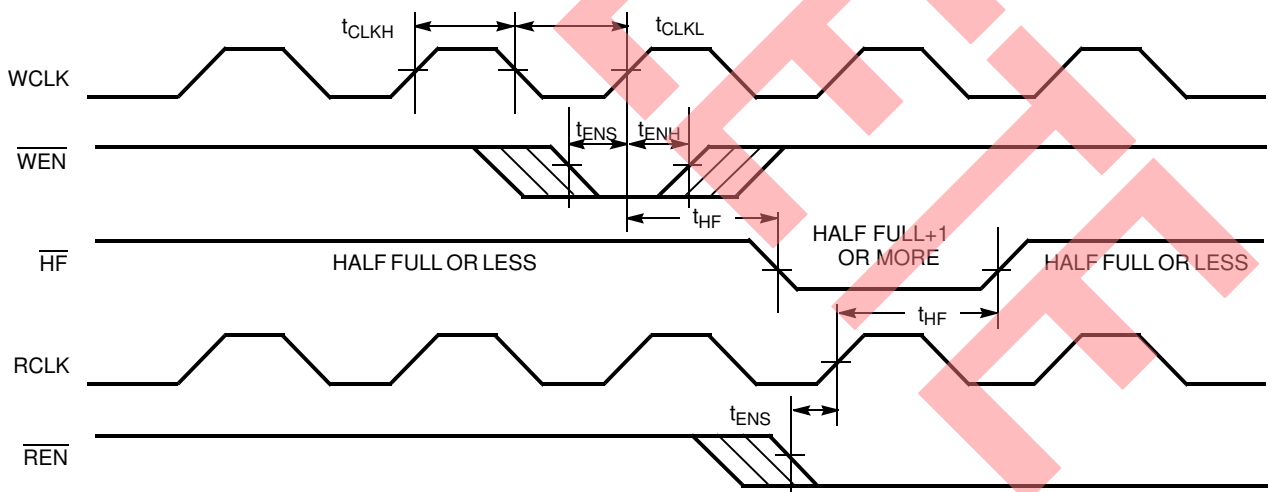 tCLKH
tCLKL
WCLK
tENS
tENH
WEN
tHF
HF
HALF FULL OR LESS
HALF FULL+1
OR MORE
HALF FULL OR LESS
tHF
RCLK
tENS
REN